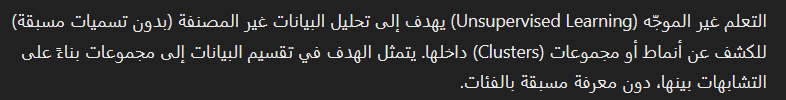 التعلم غير الموجّه (Unsupervised Learning) يهدف إلى تحليل البيانات غير المصنفة (بدون تسميات مسبقة)
للكشف عن أنماط أو مجموعات (Clusters) داخلها. يتمثل الهدف في تقسيم البيانات إلى مجموعات بناءً على
التشابهات بينها، دون معرفة مسبقة بالفئات.